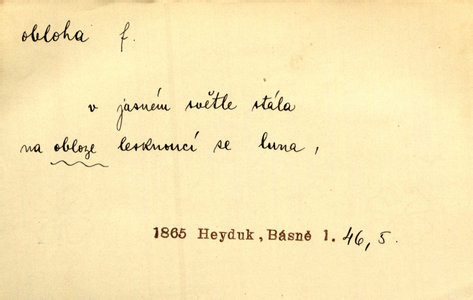 obloha f.
v jasném světle stála
na obloze lesknoucí se luna,
1865 Heyduk, Básně 1. 46, 5.